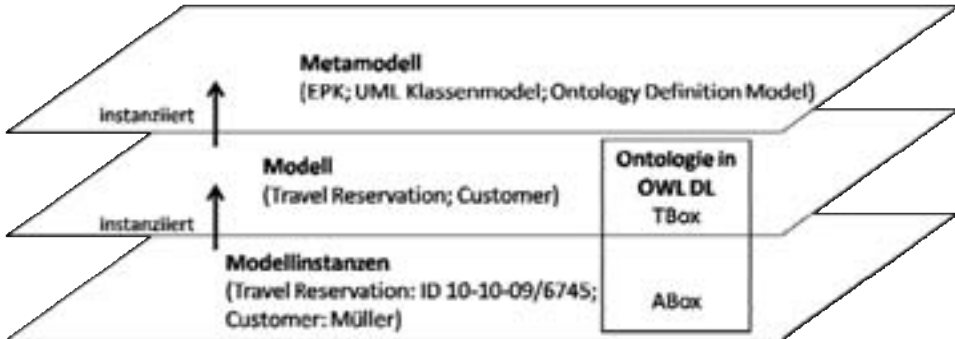 Metamodell
(EPK; UML Klassenmodel; Ontology Definition Model)
instanziiert
Modell
(Travel Reservation; Customer)
Ontologie in
OWL DL
TBox
instanziiert
Modellinstanzen
(Travel Reservation: ID 10-10-09/6745;
Customer: Müller)
ABox